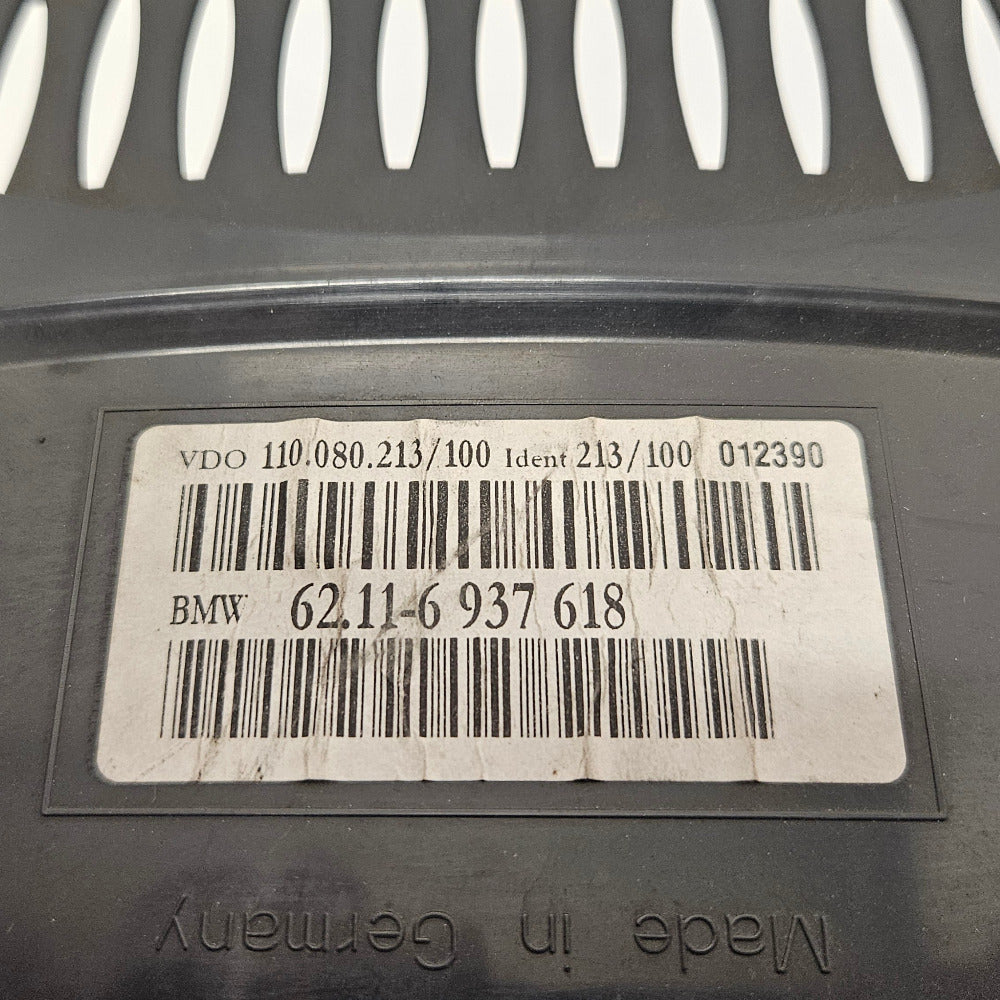 VDO 110.080.213/100 Ident 213/100 012390
BMW 62.11-6 937 618
Made in Germany